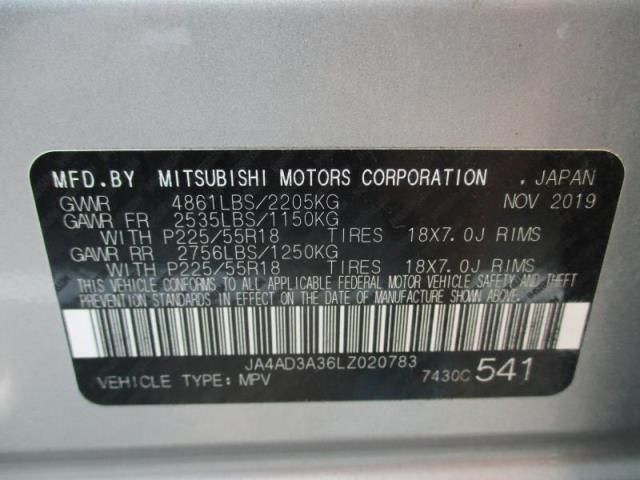 MFD.BY MITSUBISHI MOTORS CORPORATION , JAPAN
GVWR 4861LBS/2205KG NOV 2019
GAWR FR 2535LBS/1150KG
WITH P225/55R18 TIRES 18X7.0J RIMS
GAWR RR 2756LBS/1250KG
WITH P225/55R18 TIRES 18X7.0J RIMS
THIS VEHICLE CONFORMS TO ALL APPLICABLE FEDERAL MOTOR VEHICLE SAFETY AND THEFT
PREVENTION STANDARDS IN EFFECT ON THE DATE OF MANUFACTURE SHOWN ABOVE.
JA4AD3A36LZ020783
VEHICLE TYPE: MPV 7430C 541